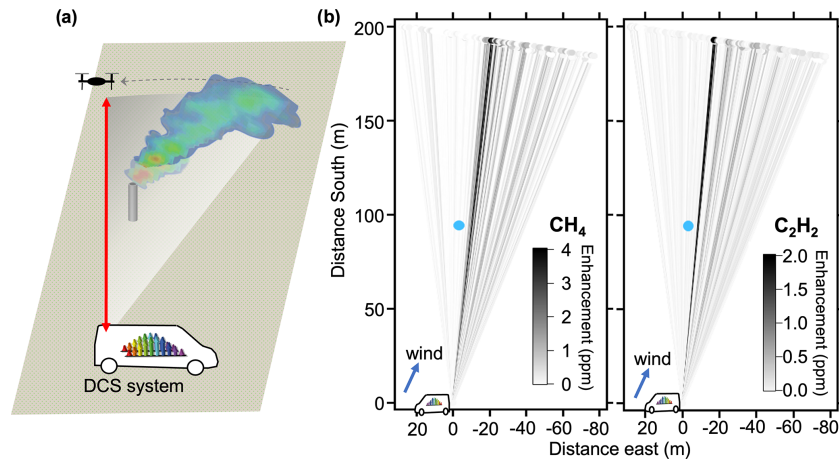 (a)
DCS system
(b)
Distance South (m)
200
150
100
50
0
20 0 -20 -40 -60 -80
CH4
4
3
2
1
0
Enhancement (ppm)
wind
C2H2
2.0
1.5
1.0
0.5
0.0
Enhancement (ppm)
wind
20 0 -20 -40 -60 -80
Distance east (m)